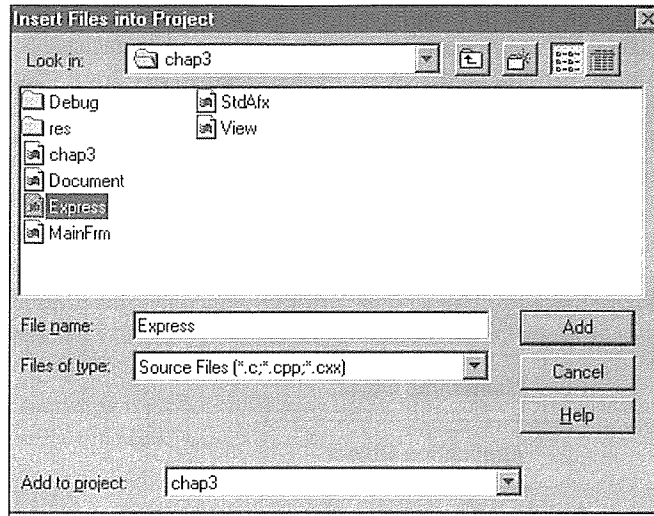 Insert Files into Project
Look in: chap3
Debug
res
chap3
Document
Express
MainFrm
StdAfx
View
File name: Express
Add
Files of type: Source Files (*.c;*.cpp;*.cxx)
Cancel
Help
Add to project: chap3